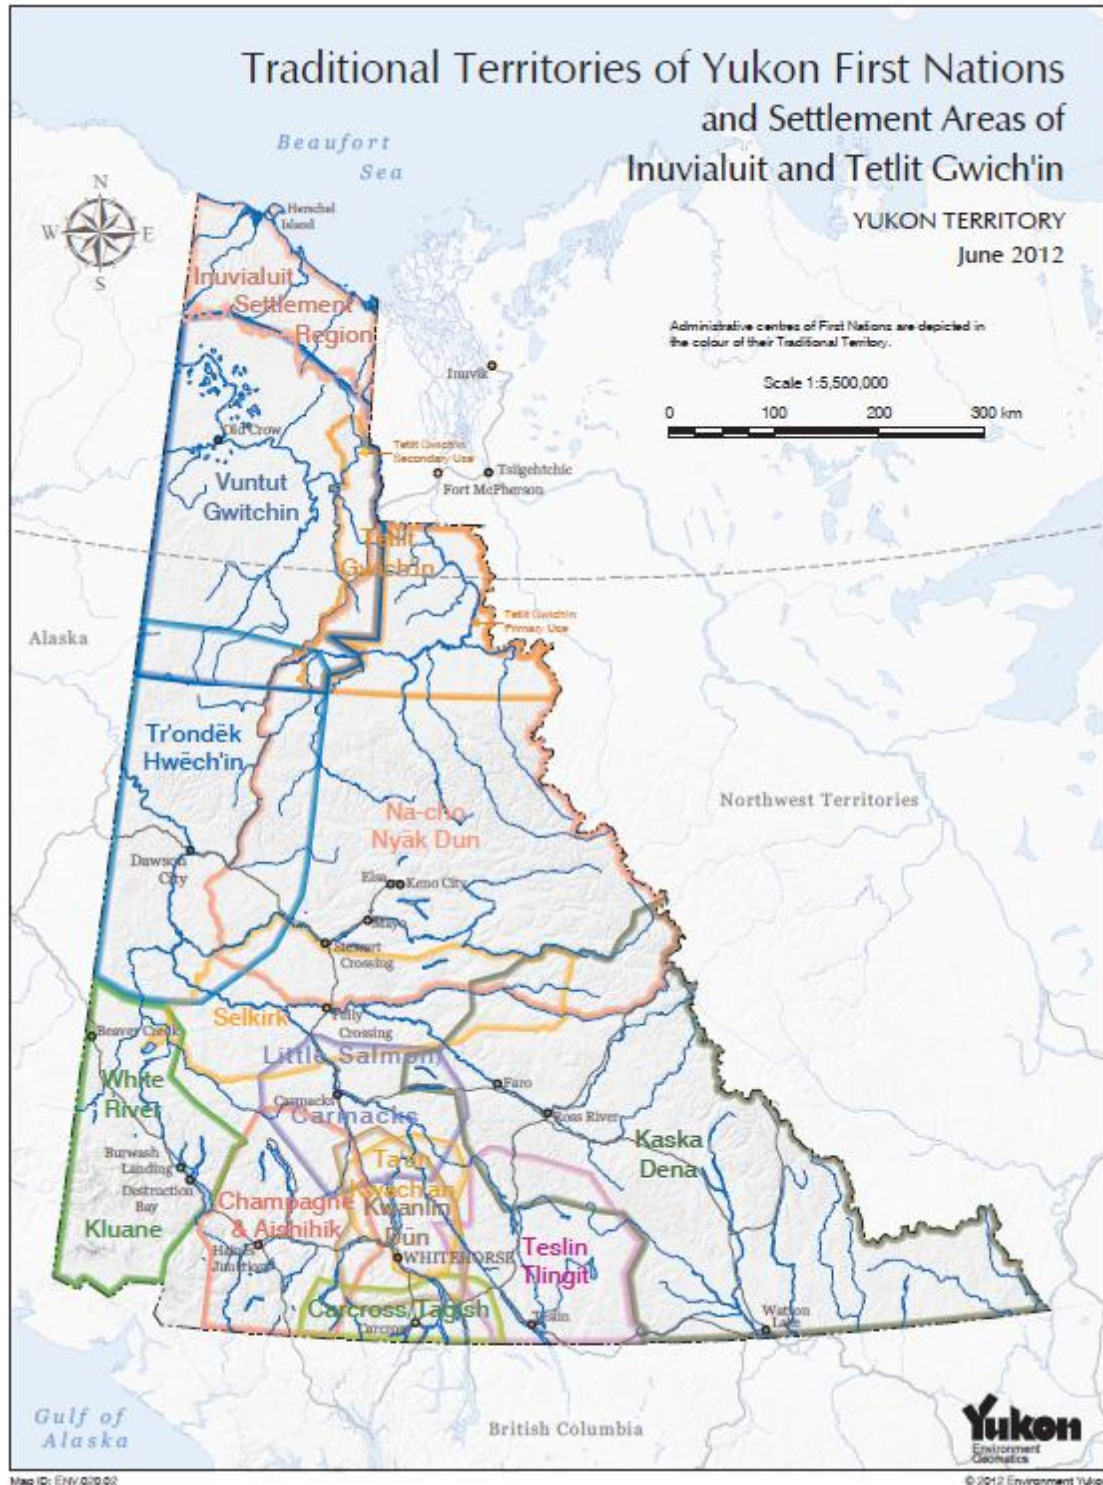 Traditional Territories of Yukon First Nations
and Settlement Areas of
Inuvialuit and Tetlit Gwich'in
YUKON TERRITORY
June 2012
Beaufort
Sea
N
W
E
S
Herschel
Island
Inuvialuit
Settlement
Region
Administrative centres of First Nations are depicted in
the colour of their Traditional Territory.
Scale 1:5,500,000
0 100 200 300 km
Inuvik
Old Crow
Tetlit Gwich'in
Secondary Use
Tsiigehtchic
Fort McPherson
Vuntut
Gwitchin
Tetlit
Gwich'in
Tetlit Gwich'in
Primary Use
Alaska
Tr'ondëk
Hwëch'in
Northwest Territories
Na-cho
Nyäk Dun
Dawson
City
Elsa
Keno City
Mayo
Stewart
Crossing
Selkirk
Pelly
Crossing
Beaver Creek
Little Salmon/
Carmacks
White
River
Faro
Carmacks
Ross River
Kaska
Dena
Burwash
Landing
Destruction
Bay
Ta'an
Kwach'an
Kwanlin
Dün
Champagne
& Aishihik
Kluane
Haines
Junction
WHITEHORSE
Teslin
Tlingit
Carcross/Tagish
Carcross
Teslin
Watson
Lake
Gulf of
Alaska
British Columbia
Yukon
Environment
Geomatics
Map ID: ENV.020.02
© 2012 Environment Yukon